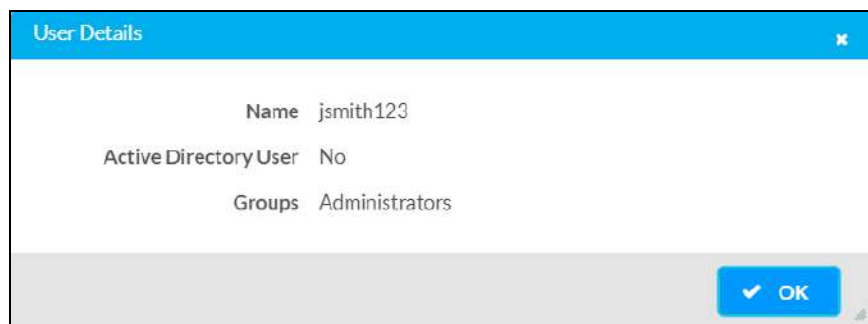 User Details
Name jsmith123
Active Directory User No
Groups Administrators
OK